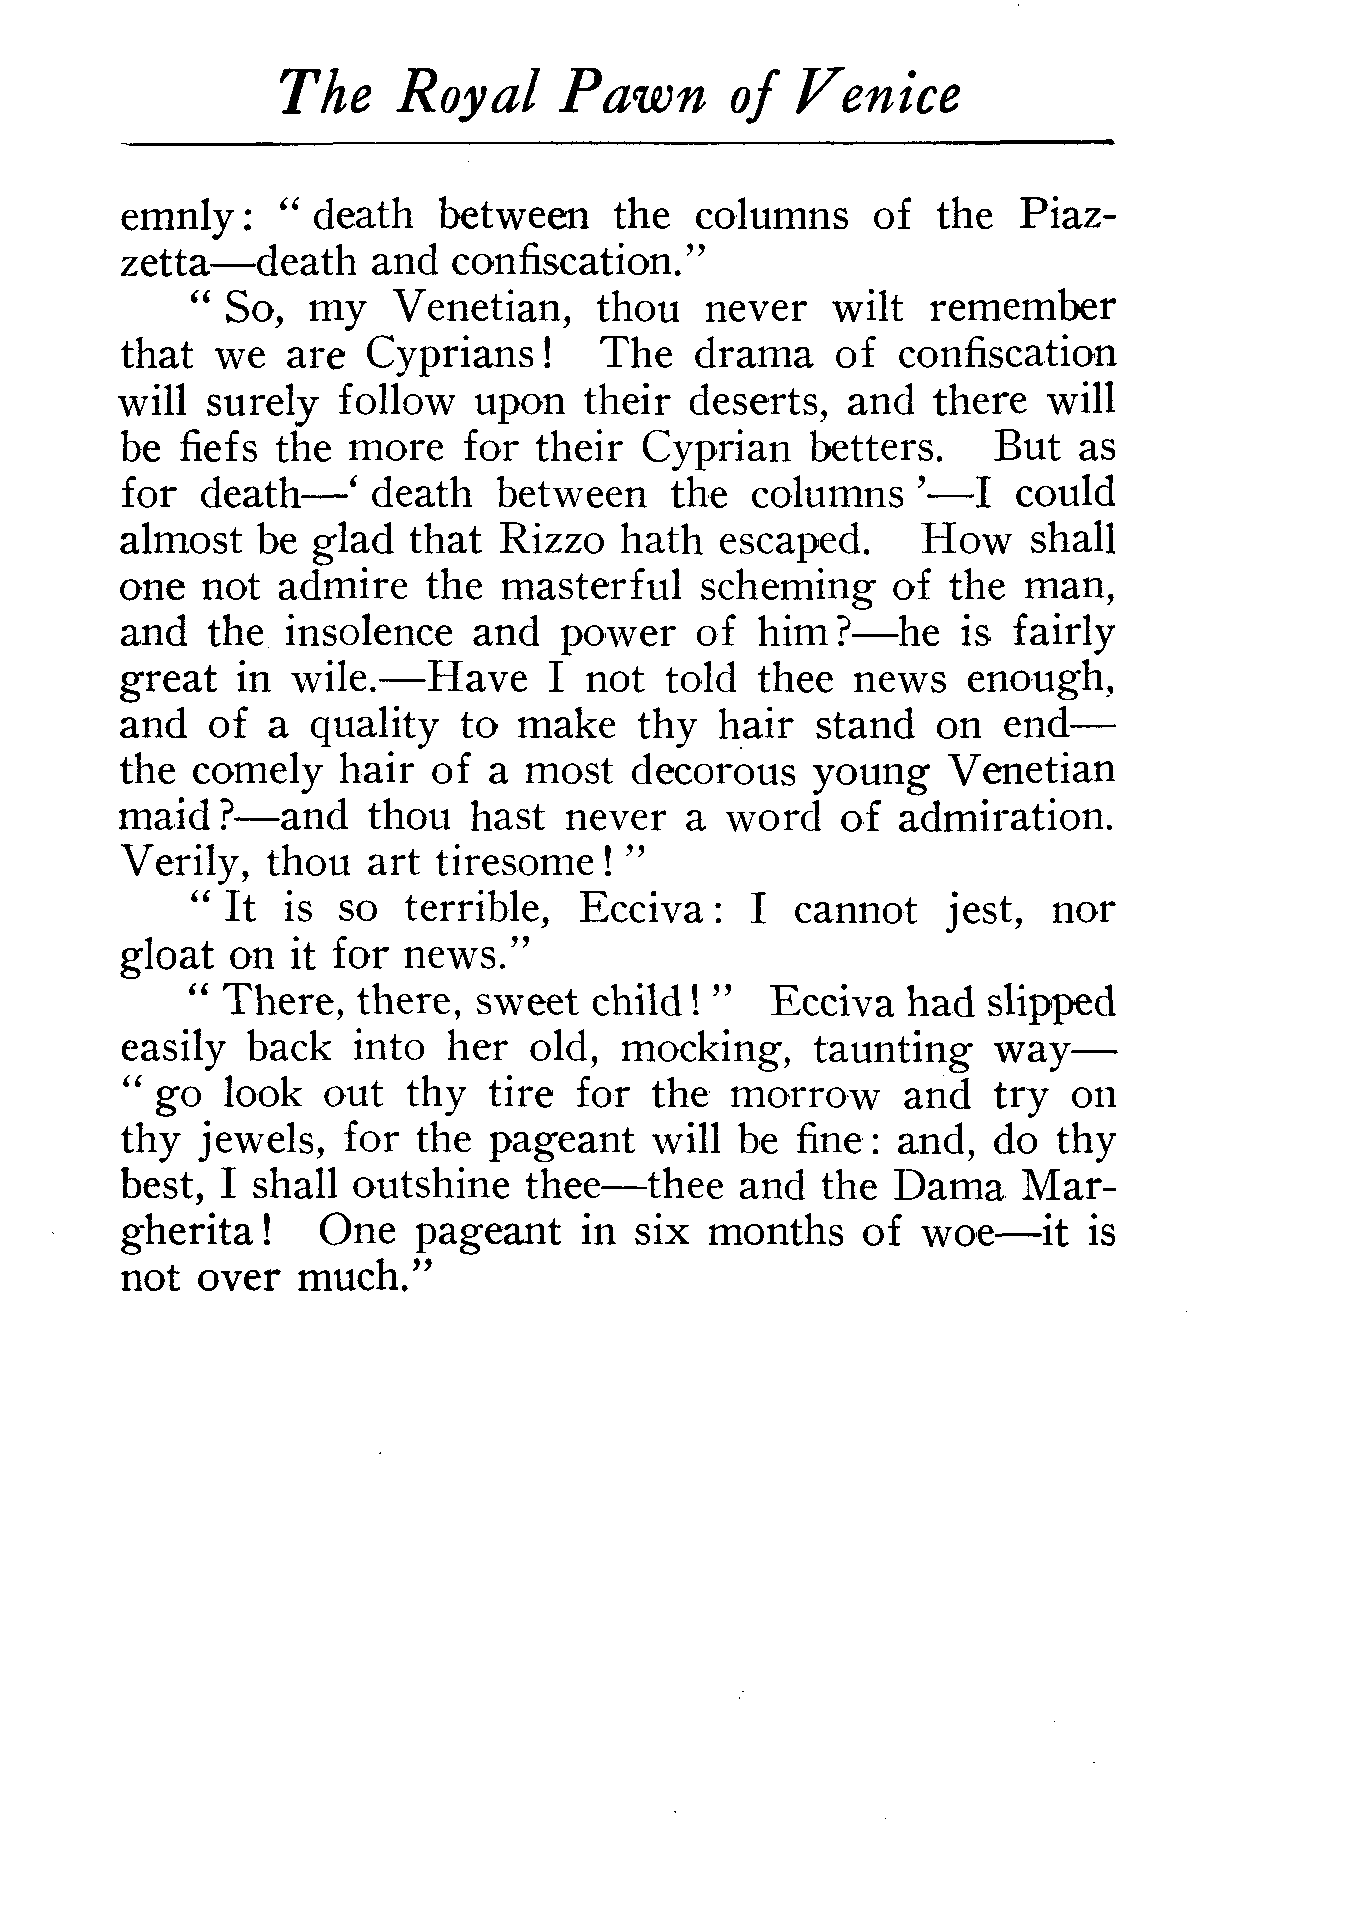 The Royal Pawn of Venice
emnly: “ death between the columns of the Piaz-
zetta—death and confiscation.”
“ So, my Venetian, thou never wilt remember
that we are Cyprians! The drama of confiscation
will surely follow upon their deserts, and there will
be fiefs the more for their Cyprian betters. But as
for death—‘ death between the columns ’—I could
almost be glad that Rizzo hath escaped. How shall
one not admire the masterful scheming of the man,
and the insolence and power of him?—he is fairly
great in wile.—Have I not told thee news enough,
and of a quality to make thy hair stand on end—
the comely hair of a most decorous young Venetian
maid?—and thou hast never a word of admiration.
Verily, thou art tiresome! ”
“ It is so terrible, Ecciva: I cannot jest, nor
gloat on it for news.”
“ There, there, sweet child! ” Ecciva had slipped
easily back into her old, mocking, taunting way—
“ go look out thy tire for the morrow and try on
thy jewels, for the pageant will be fine: and, do thy
best, I shall outshine thee—thee and the Dama Mar-
gherita! One pageant in six months of woe—it is
not over much.”